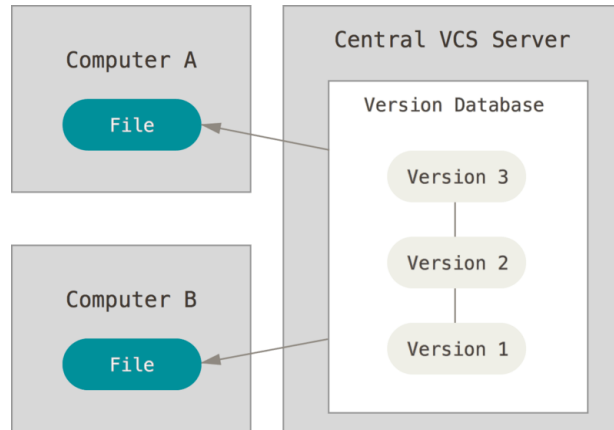 Computer A
File
Computer B
File
Central VCS Server
Version Database
Version 3
Version 2
Version 1